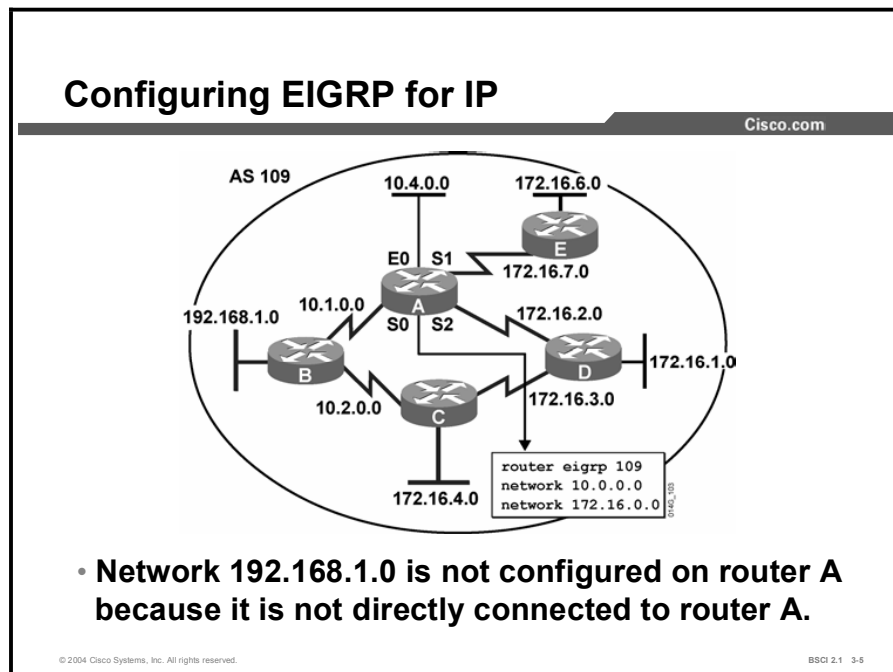 Configuring EIGRP for IP
Cisco.com
AS 109
10.4.0.0
172.16.6.0
E
E0 S1
172.16.7.0
A
10.1.0.0
172.16.2.0
192.168.1.0
S0 S2
B
D
172.16.1.0
10.2.0.0
C
172.16.3.0
172.16.4.0
router eigrp 109
network 10.0.0.0
network 172.16.0.0
014G_103
• Network 192.168.1.0 is not configured on router A
because it is not directly connected to router A.
© 2004 Cisco Systems, Inc. All rights reserved.
BSCI 2.1 3-5